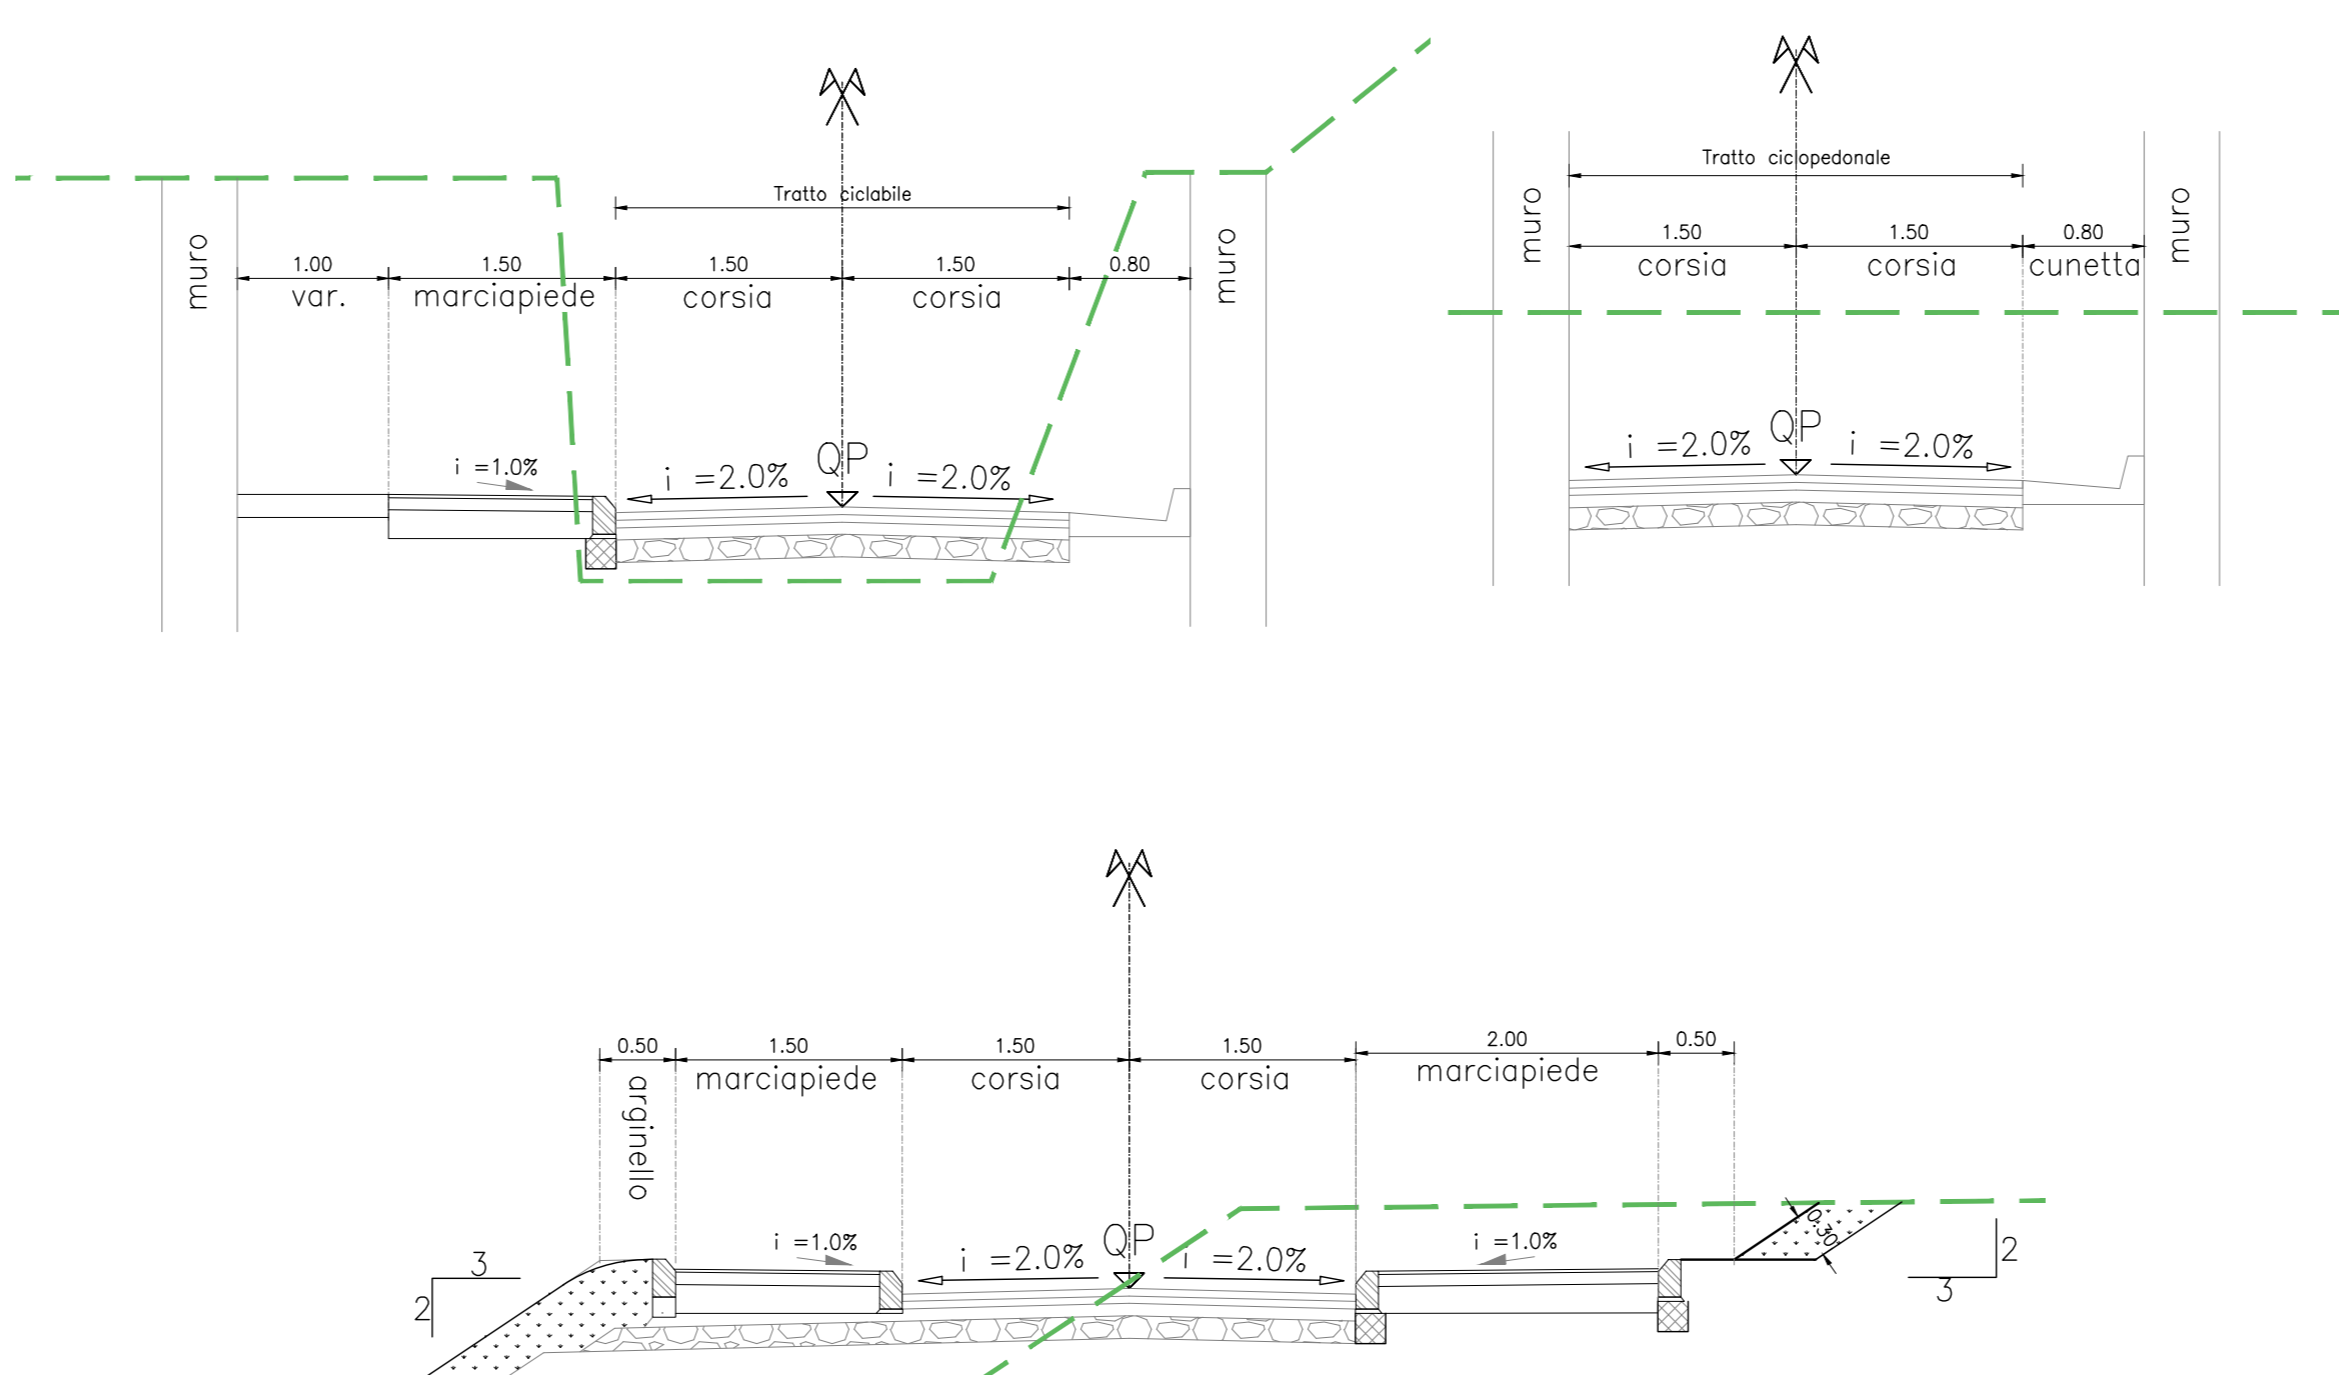 Tratto ciclabile
muro
1.00
1.50
1.50
1.50
0.80
var.
marciapiede
corsia
corsia
muro
i =1.0%
i =2.0%
QP
i =2.0%
Tratto ciclopedonale
muro
1.50
1.50
0.80
corsia
corsia
cunetta
muro
i =2.0%
QP
i =2.0%
0.50
1.50
1.50
1.50
2.00
0.50
arginello
marciapiede
corsia
corsia
marciapiede
3
2
i =1.0%
i =2.0%
QP
i =2.0%
i =1.0%
0.30
2
3